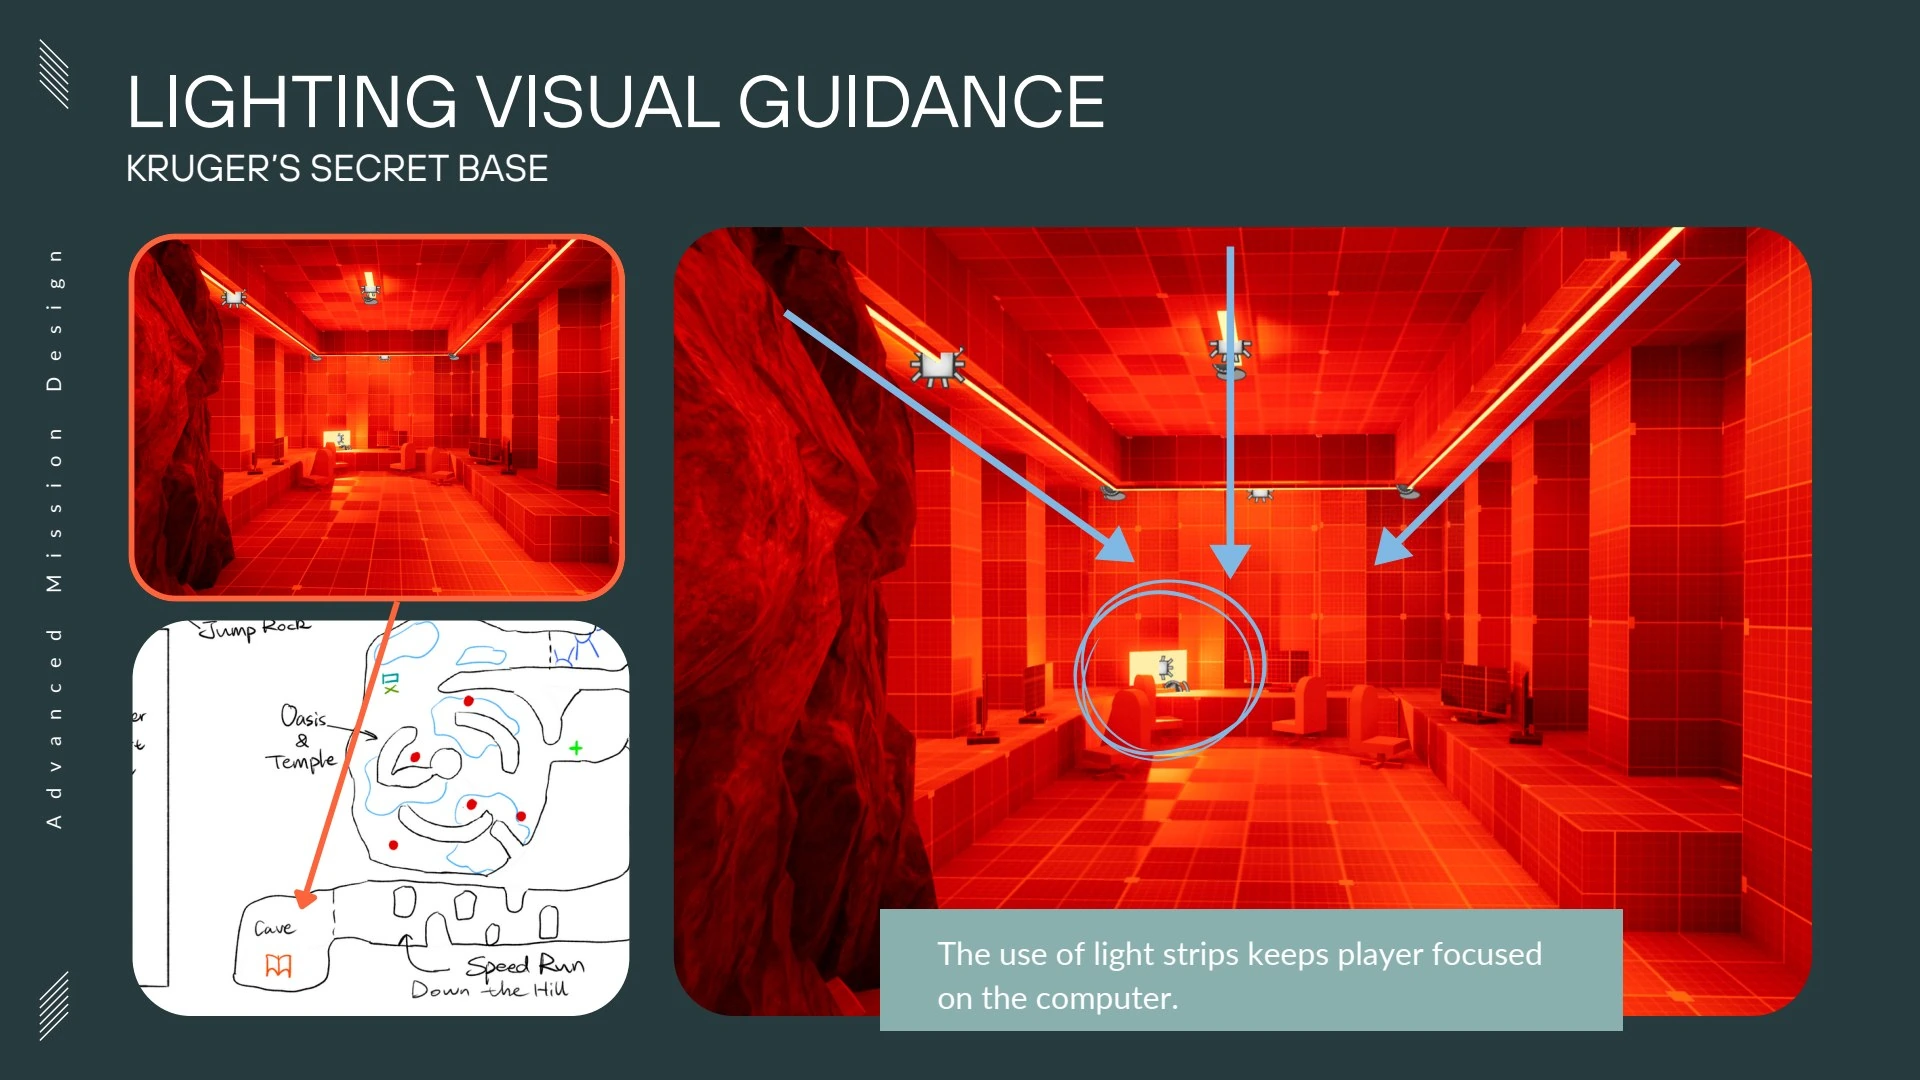 LIGHTING VISUAL GUIDANCE
KRUGER'S SECRET BASE
Advanced Mission Design
Jump Rock
er
Oasis
&
Temple
Cave
Speed Run
Down the Hill
The use of light strips keeps player focused
on the computer.